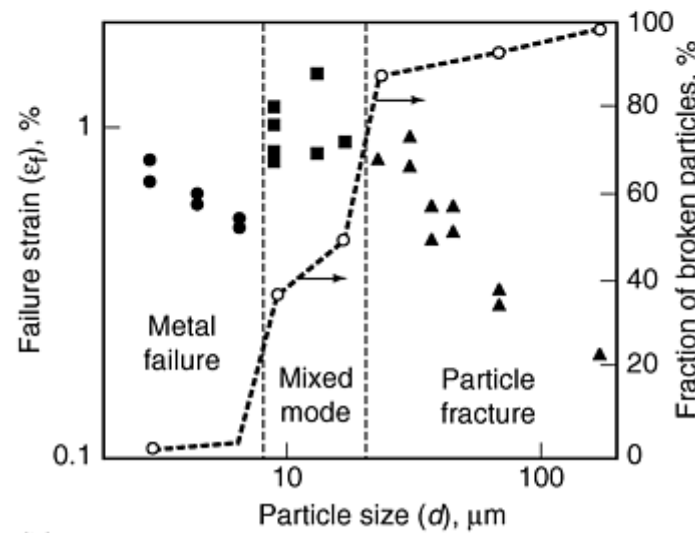 Failure strain (εf), %
1
0.1
Metal
failure
Mixed
mode
Particle
fracture
10
100
Particle size (d), μm
100
80
60
40
20
0
Fraction of broken particles, %